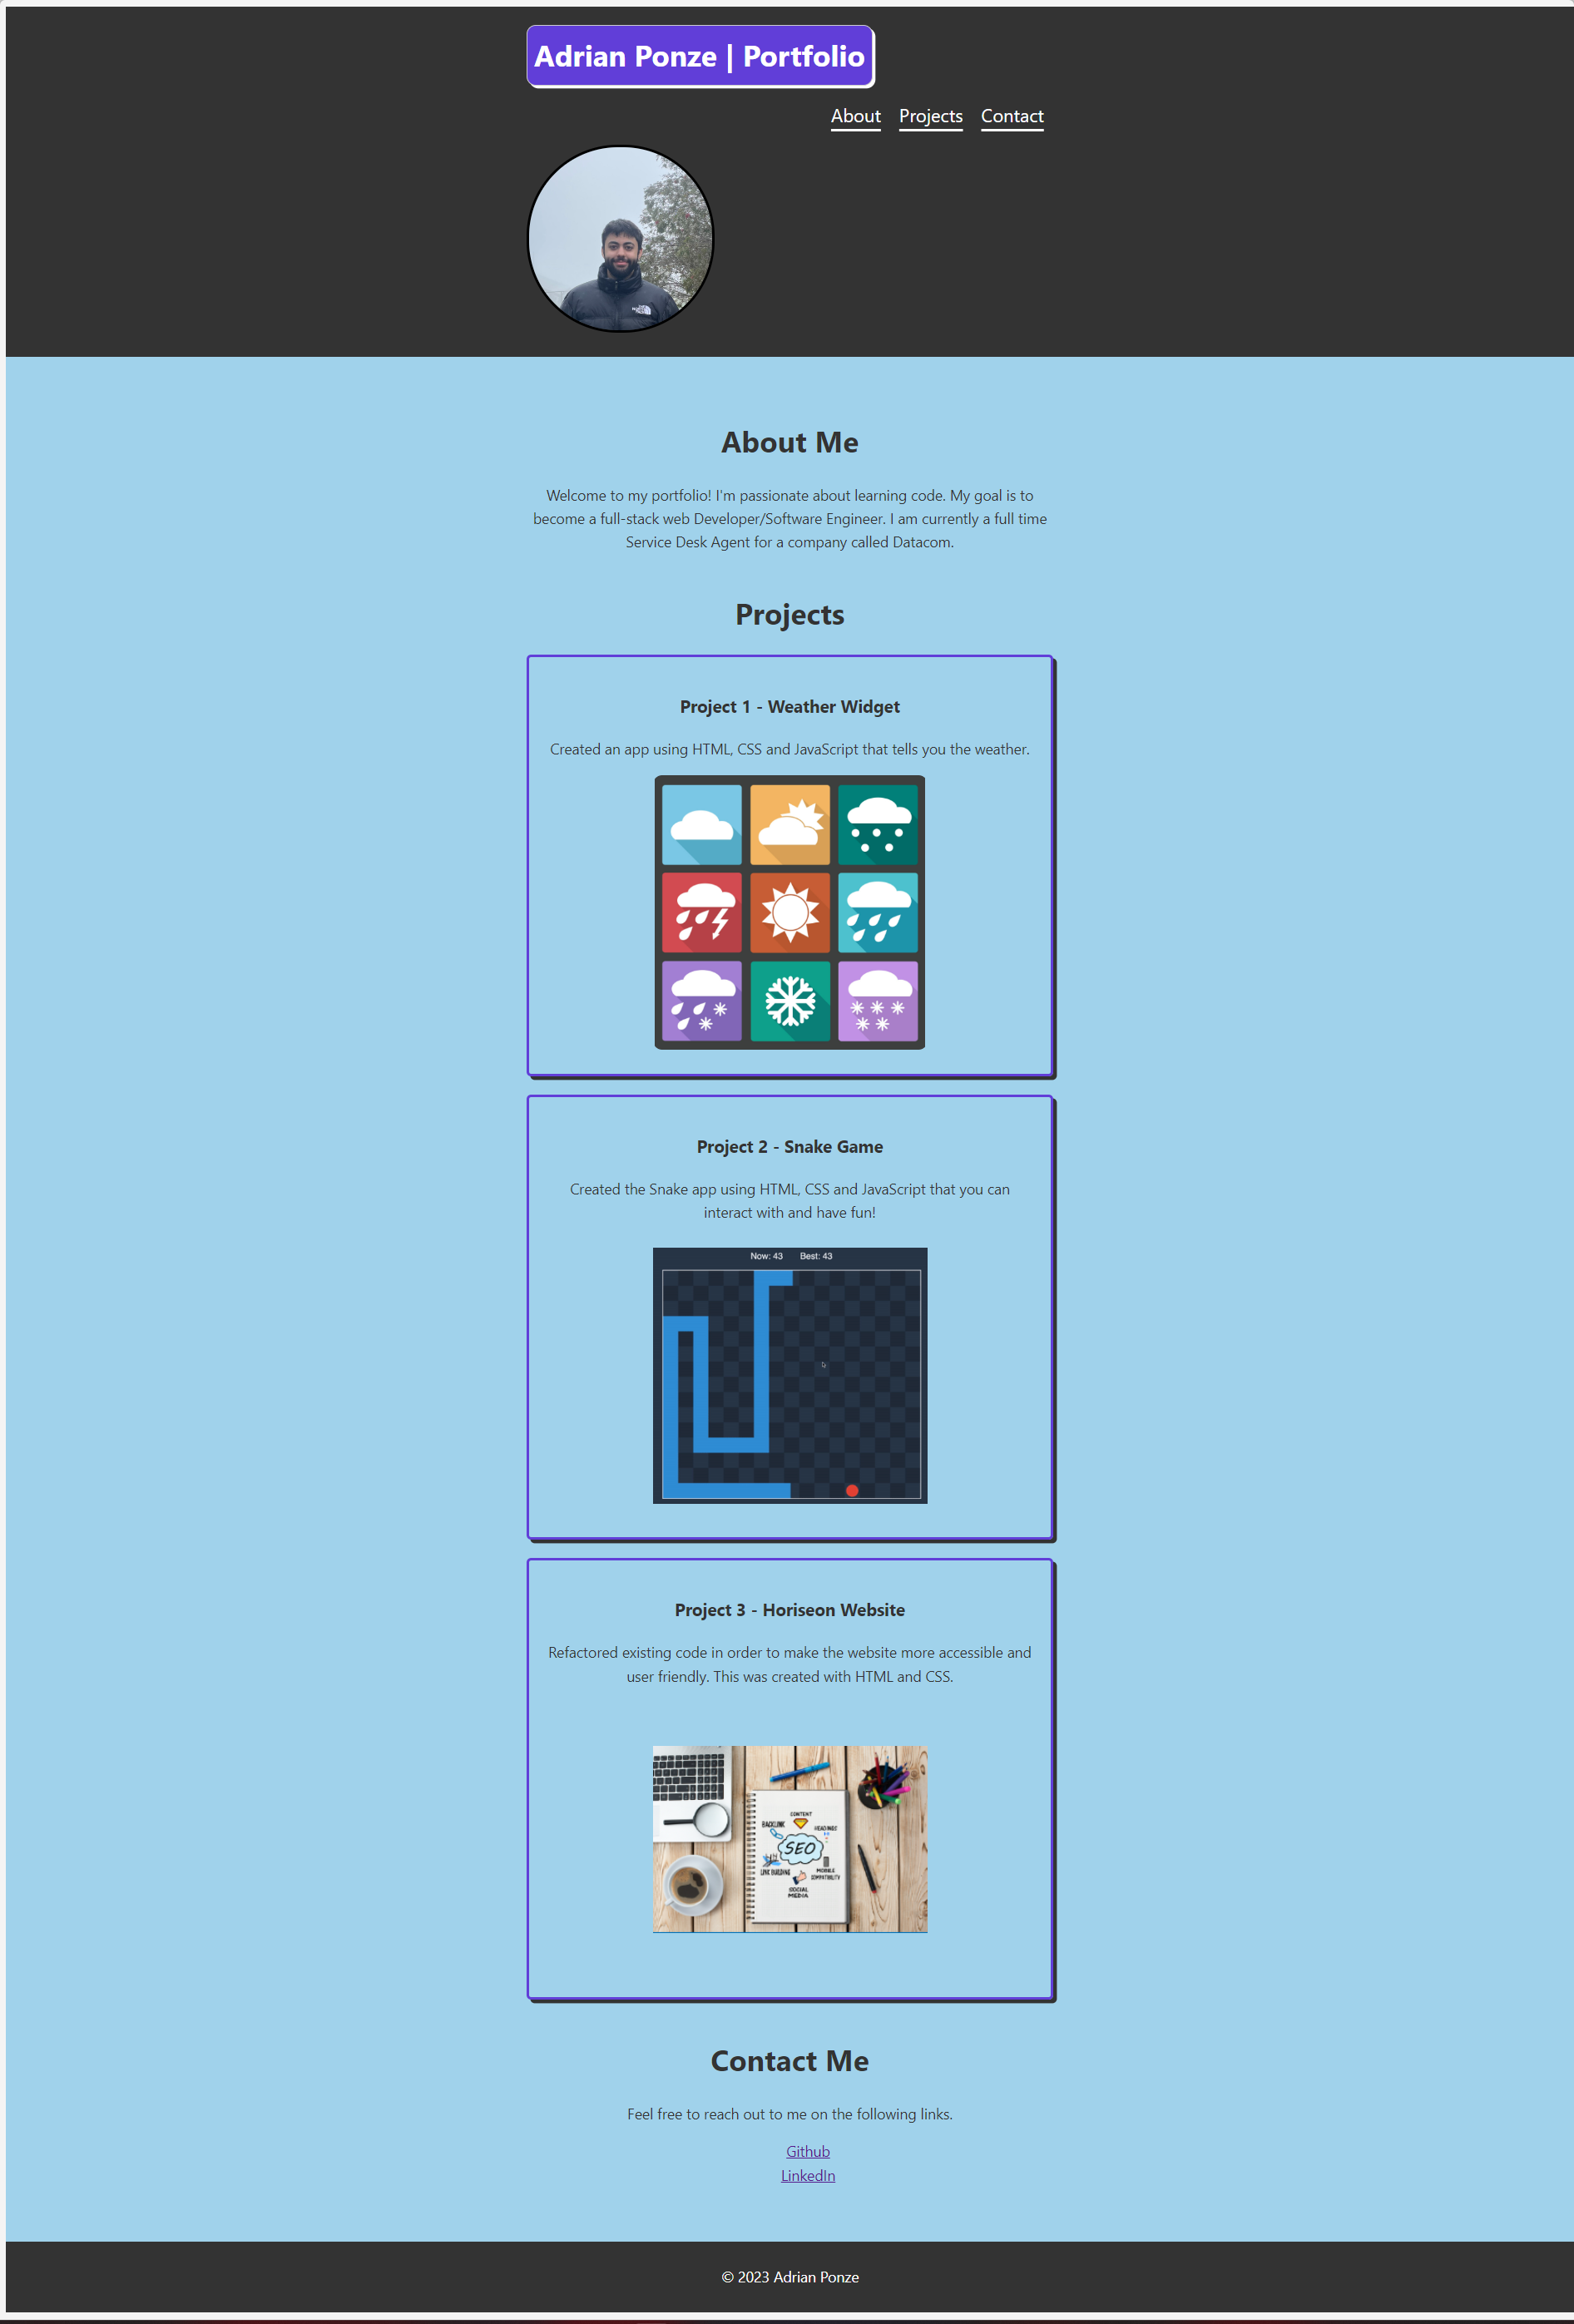 Adrian Ponze | Portfolio
About Projects Contact
THE NORTH FACE
About Me
Welcome to my portfolio! I'm passionate about learning code. My goal is to
become a full-stack web Developer/Software Engineer. I am currently a full time
Service Desk Agent for a company called Datacom.
Projects
Project 1 - Weather Widget
Created an app using HTML, CSS and JavaScript that tells you the weather.
Project 2 - Snake Game
Created the Snake app using HTML, CSS and JavaScript that you can
interact with and have fun!
Now: 43 Best: 43
Project 3 - Horiseon Website
Refactored existing code in order to make the website more accessible and
user friendly. This was created with HTML and CSS.
CONTENT
BACKLINK
HEADINGS
SEO
LINK BUILDING
MOBILE
COMPATIBILITY
SOCIAL
MEDIA
Contact Me
Feel free to reach out to me on the following links.
Github
LinkedIn
© 2023 Adrian Ponze